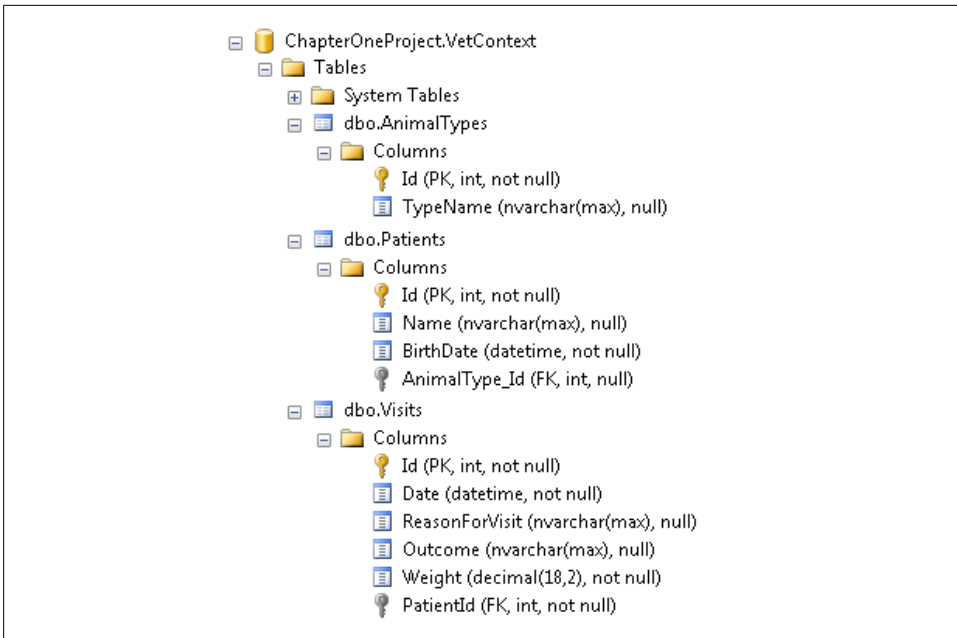 ChapterOneProject.VetContext
Tables
System Tables
dbo.AnimalTypes
Columns
Id (PK, int, not null)
TypeName (nvarchar(max), null)
dbo.Patients
Columns
Id (PK, int, not null)
Name (nvarchar(max), null)
BirthDate (datetime, not null)
AnimalType_Id (FK, int, null)
dbo.Visits
Columns
Id (PK, int, not null)
Date (datetime, not null)
ReasonForVisit (nvarchar(max), null)
Outcome (nvarchar(max), null)
Weight (decimal(18,2), not null)
PatientId (FK, int, not null)